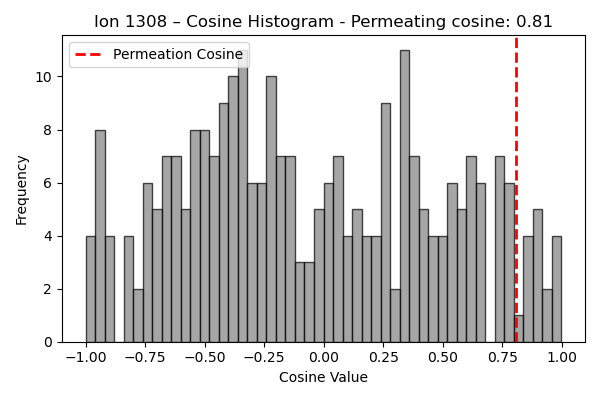 Ion 1308 – Cosine Histogram - Permeating cosine: 0.81
Permeation Cosine
10
8
6
4
2
0
Frequency
−1.00 −0.75 −0.50 −0.25 0.00 0.25 0.50 0.75 1.00
Cosine Value